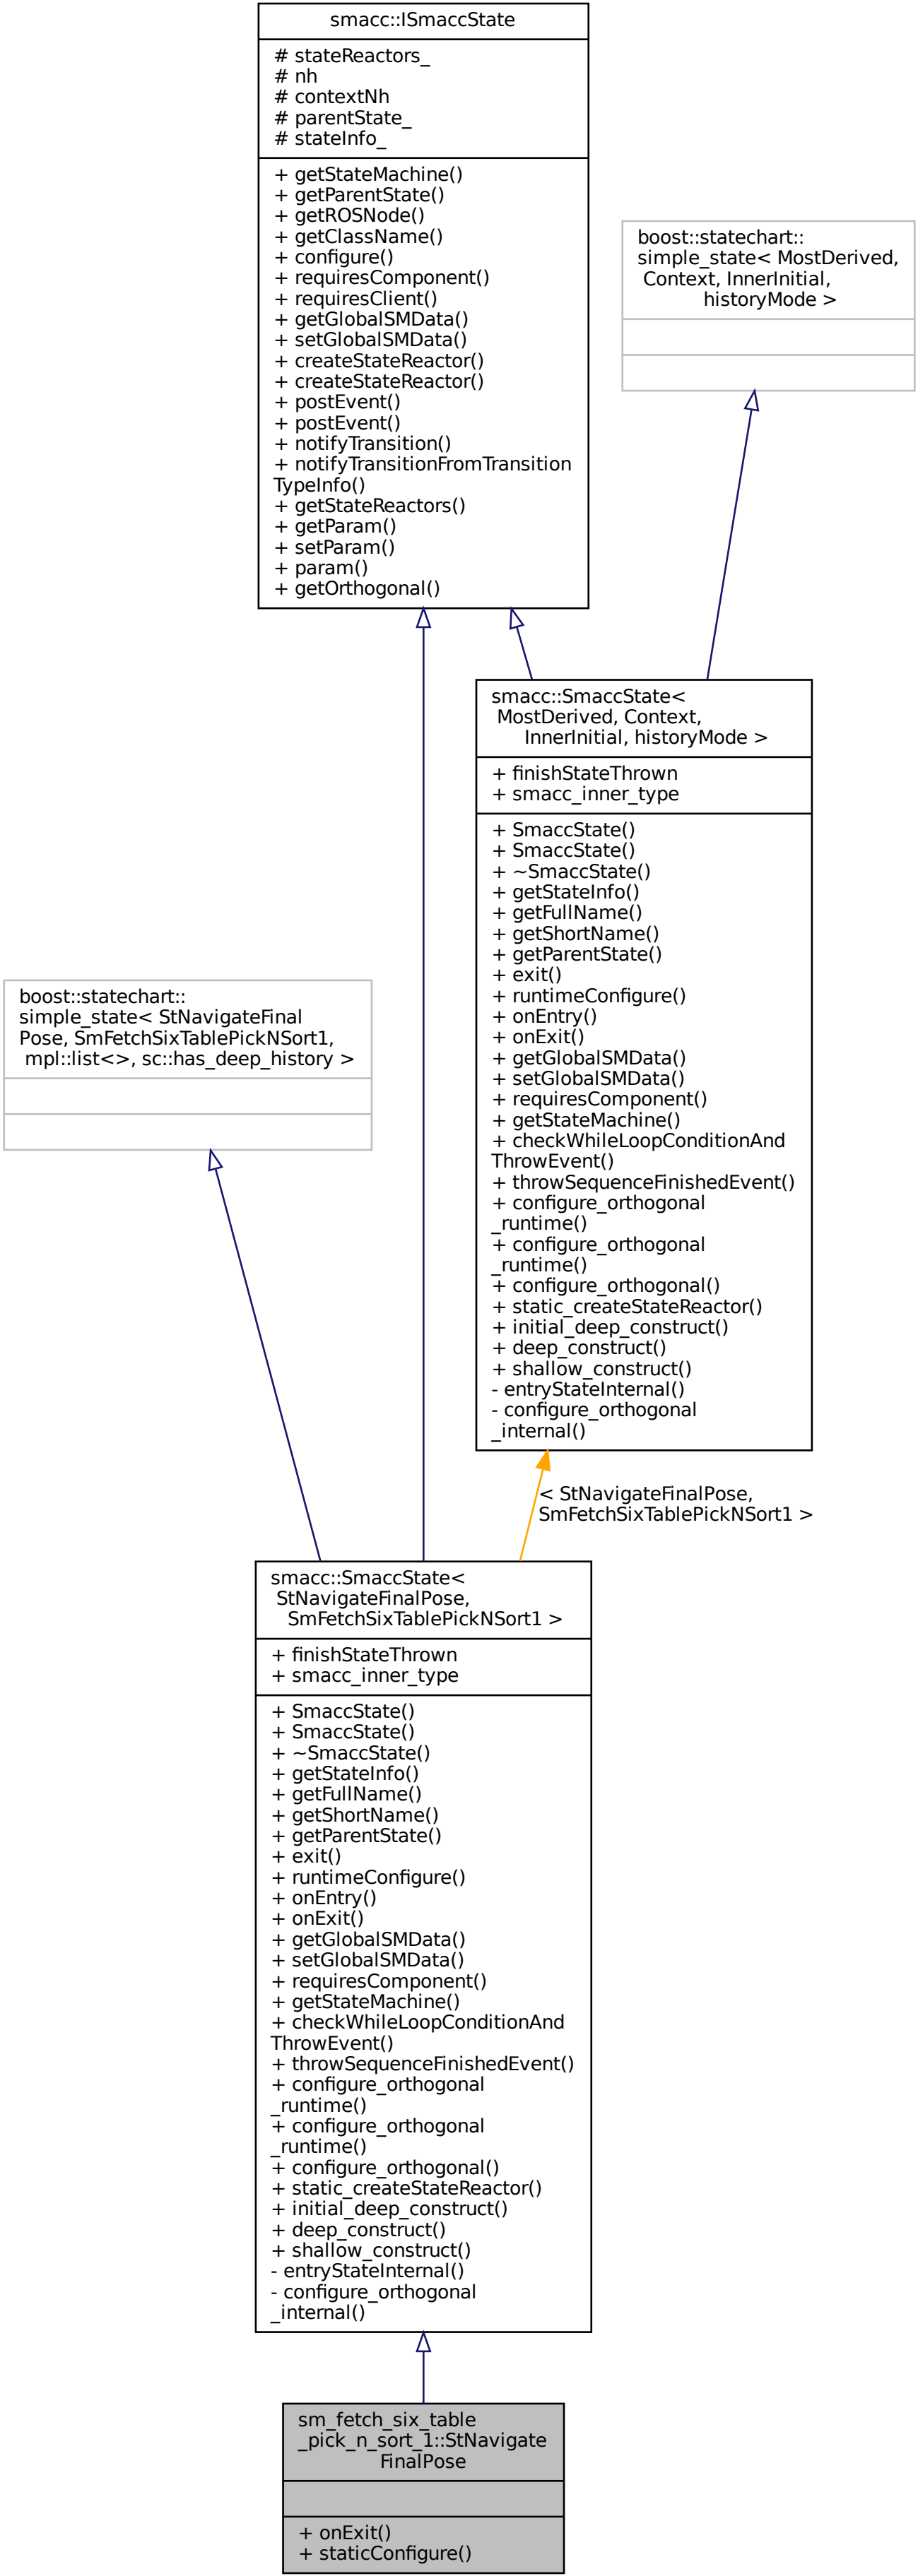 smacc::ISmaccState
# stateReactors_
# nh
# contextNh
# parentState_
# stateInfo_
+ getStateMachine()
+ getParentState()
+ getROSNode()
+ getClassName()
+ configure()
+ requiresComponent()
+ requiresClient()
+ getGlobalSMData()
+ setGlobalSMData()
+ createStateReactor()
+ createStateReactor()
+ postEvent()
+ postEvent()
+ notifyTransition()
+ notifyTransitionFromTransition
TypeInfo()
+ getStateReactors()
+ getParam()
+ setParam()
+ param()
+ getOrthogonal()
boost::statechart::
simple_state< MostDerived,
Context, InnerInitial,
historyMode >
smacc::SmaccState<
MostDerived, Context,
InnerInitial, historyMode >
+ finishStateThrown
+ smacc_inner_type
+ SmaccState()
+ SmaccState()
+ ~SmaccState()
+ getStateInfo()
+ getFullName()
+ getShortName()
+ getParentState()
+ exit()
+ runtimeConfigure()
+ onEntry()
+ onExit()
+ getGlobalSMData()
+ setGlobalSMData()
+ requiresComponent()
+ getStateMachine()
+ checkWhileLoopConditionAnd
ThrowEvent()
+ throwSequenceFinishedEvent()
+ configure_orthogonal
_runtime()
+ configure_orthogonal
_runtime()
+ configure_orthogonal()
+ static_createStateReactor()
+ initial_deep_construct()
+ deep_construct()
+ shallow_construct()
- entryStateInternal()
- configure_orthogonal
_internal()
boost::statechart::
simple_state< StNavigateFinal
Pose, SmFetchSixTablePickNSort1,
mpl::list<>, sc::has_deep_history >
< StNavigateFinalPose,
SmFetchSixTablePickNSort1 >
smacc::SmaccState<
StNavigateFinalPose,
SmFetchSixTablePickNSort1 >
+ finishStateThrown
+ smacc_inner_type
+ SmaccState()
+ SmaccState()
+ ~SmaccState()
+ getStateInfo()
+ getFullName()
+ getShortName()
+ getParentState()
+ exit()
+ runtimeConfigure()
+ onEntry()
+ onExit()
+ getGlobalSMData()
+ setGlobalSMData()
+ requiresComponent()
+ getStateMachine()
+ checkWhileLoopConditionAnd
ThrowEvent()
+ throwSequenceFinishedEvent()
+ configure_orthogonal
_runtime()
+ configure_orthogonal
_runtime()
+ configure_orthogonal()
+ static_createStateReactor()
+ initial_deep_construct()
+ deep_construct()
+ shallow_construct()
- entryStateInternal()
- configure_orthogonal
_internal()
sm_fetch_six_table
_pick_n_sort_1::StNavigate
FinalPose
+ onExit()
+ staticConfigure()